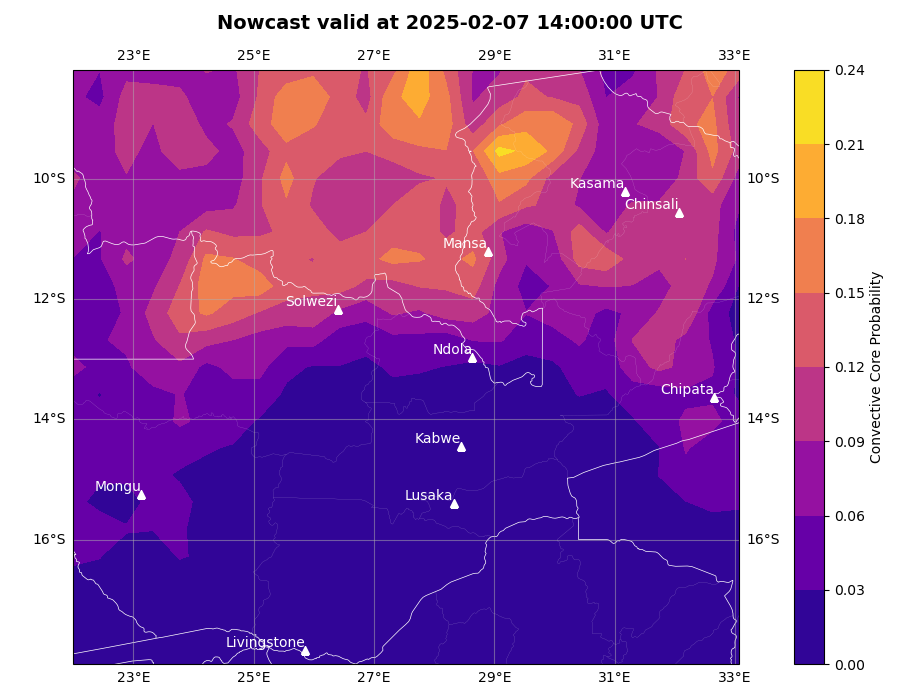 Nowcast valid at 2025-02-07 14:00:00 UTC
23°E 25°E 27°E 29°E 31°E 33°E
0.24
0.21
0.18
0.15
0.12
0.09
0.06
0.03
0.00
Convective Core Probability
10°S 10°S
12°S 12°S
14°S 14°S
16°S 16°S
Kasama
Chinsali
Mansa
Solwezi
Ndola
Chipata
Kabwe
Mongu
Lusaka
Livingstone
23°E 25°E 27°E 29°E 31°E 33°E